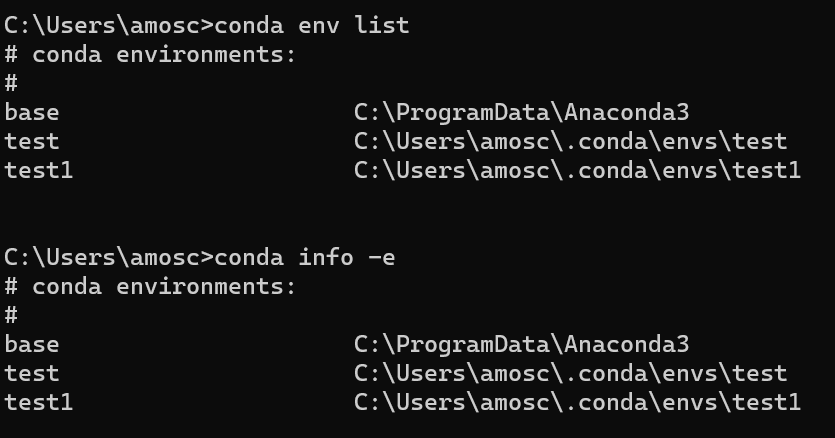 C:\Users\amosc>conda env list
# conda environments:
#
base                     C:\ProgramData\Anaconda3
test                     C:\Users\amosc\.conda\envs\test
test1                    C:\Users\amosc\.conda\envs\test1
C:\Users\amosc>conda info -e
# conda environments:
#
base                     C:\ProgramData\Anaconda3
test                     C:\Users\amosc\.conda\envs\test
test1                    C:\Users\amosc\.conda\envs\test1